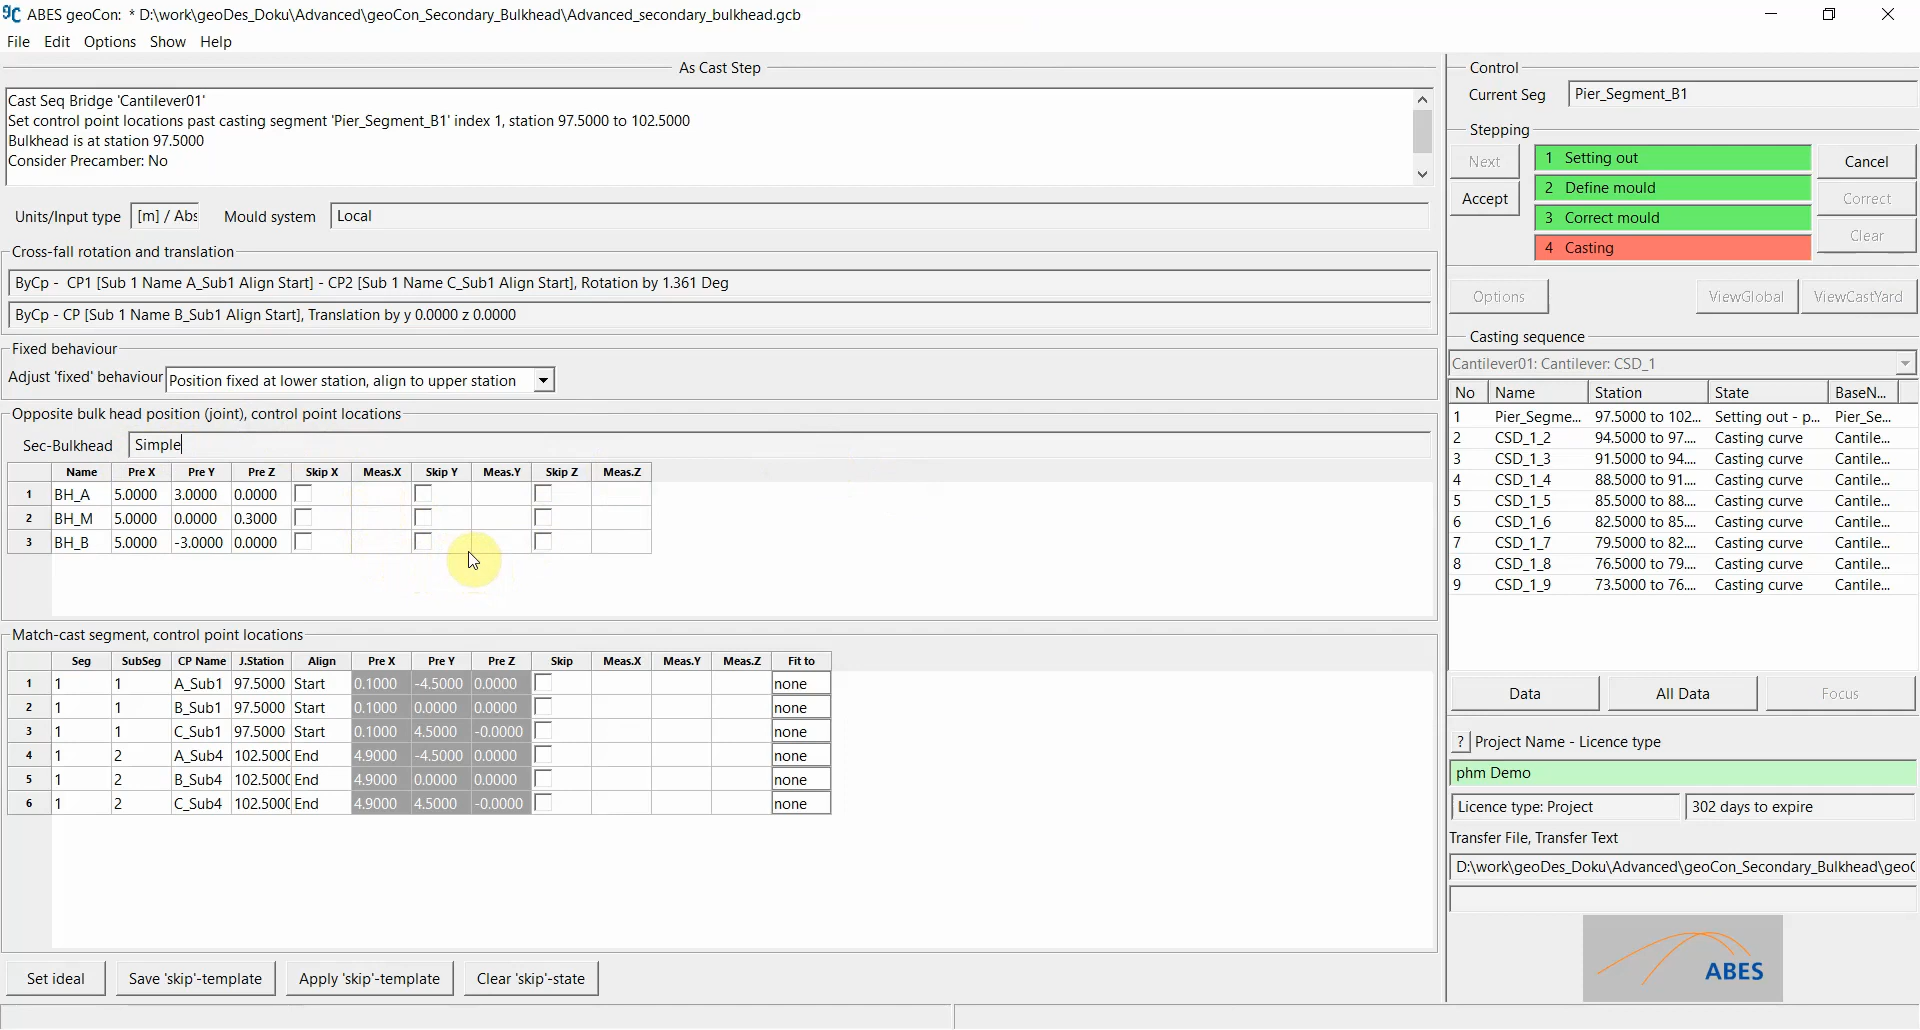 ABES geoCon:  * D:\work\geoDes_Doku\Advanced\geoCon_Secondary_Bulkhead\Advanced_secondary_bulkhead.gcb
File Edit Options Show Help
As Cast Step
Cast Seq Bridge 'Cantilever01'
Set control point locations past casting segment 'Pier_Segment_B1' index 1, station 97.5000 to 102.5000
Bulkhead is at station 97.5000
Consider Precamber: No
Units/Input type [m] / Abs Mould system Local
Cross-fall rotation and translation
ByCp - CP1 [Sub 1 Name A_Sub1 Align Start] - CP2 [Sub 1 Name C_Sub1 Align Start], Rotation by 1.361 Deg
ByCp - CP [Sub 1 Name B_Sub1 Align Start], Translation by y 0.0000 z 0.0000
Fixed behaviour
Adjust 'fixed' behaviour Position fixed at lower station, align to upper station
Opposite bulk head position (joint), control point locations
Sec-Bulkhead Simple
Name Pre X Pre Y Pre Z Skip X Meas.X Skip Y Meas.Y Skip Z Meas.Z
1 BH_A 5.0000 3.0000 0.0000
2 BH_M 5.0000 0.0000 0.3000
3 BH_B 5.0000 -3.0000 0.0000
Match-cast segment, control point locations
Seg SubSeg CP Name J.Station Align Pre X Pre Y Pre Z Skip Meas.X Meas.Y Meas.Z Fit to
1 1 1 A_Sub1 97.5000 Start 0.1000 -4.5000 0.0000 none
2 1 1 B_Sub1 97.5000 Start 0.1000 0.0000 0.0000 none
3 1 1 C_Sub1 97.5000 Start 0.1000 4.5000 -0.0000 none
4 1 2 A_Sub4 102.500( End 4.9000 -4.5000 0.0000 none
5 1 2 B_Sub4 102.500( End 4.9000 0.0000 0.0000 none
6 1 2 C_Sub4 102.500( End 4.9000 4.5000 -0.0000 none
Set ideal Save 'skip'-template Apply 'skip'-template Clear 'skip'-state
Control
Current Seg Pier_Segment_B1
Stepping
Next 1 Setting out Cancel
2 Define mould
Accept 3 Correct mould Correct
4 Casting Clear
Options ViewGlobal ViewCastYard
Casting sequence
Cantilever01: Cantilever: CSD_1
No Name Station State BaseN...
1 Pier_Segme... 97.5000 to 102... Setting out - p... Pier_Se...
2 CSD_1_2 94.5000 to 97.... Casting curve Cantile...
3 CSD_1_3 91.5000 to 94.... Casting curve Cantile...
4 CSD_1_4 88.5000 to 91.... Casting curve Cantile...
5 CSD_1_5 85.5000 to 88.... Casting curve Cantile...
6 CSD_1_6 82.5000 to 85.... Casting curve Cantile...
7 CSD_1_7 79.5000 to 82.... Casting curve Cantile...
8 CSD_1_8 76.5000 to 79.... Casting curve Cantile...
9 CSD_1_9 73.5000 to 76.... Casting curve Cantile...
Data All Data Focus
? Project Name - Licence type
phm Demo
Licence type: Project 302 days to expire
Transfer File, Transfer Text
D:\work\geoDes_Doku\Advanced\geoCon_Secondary_Bulkhead\geoC
ABES